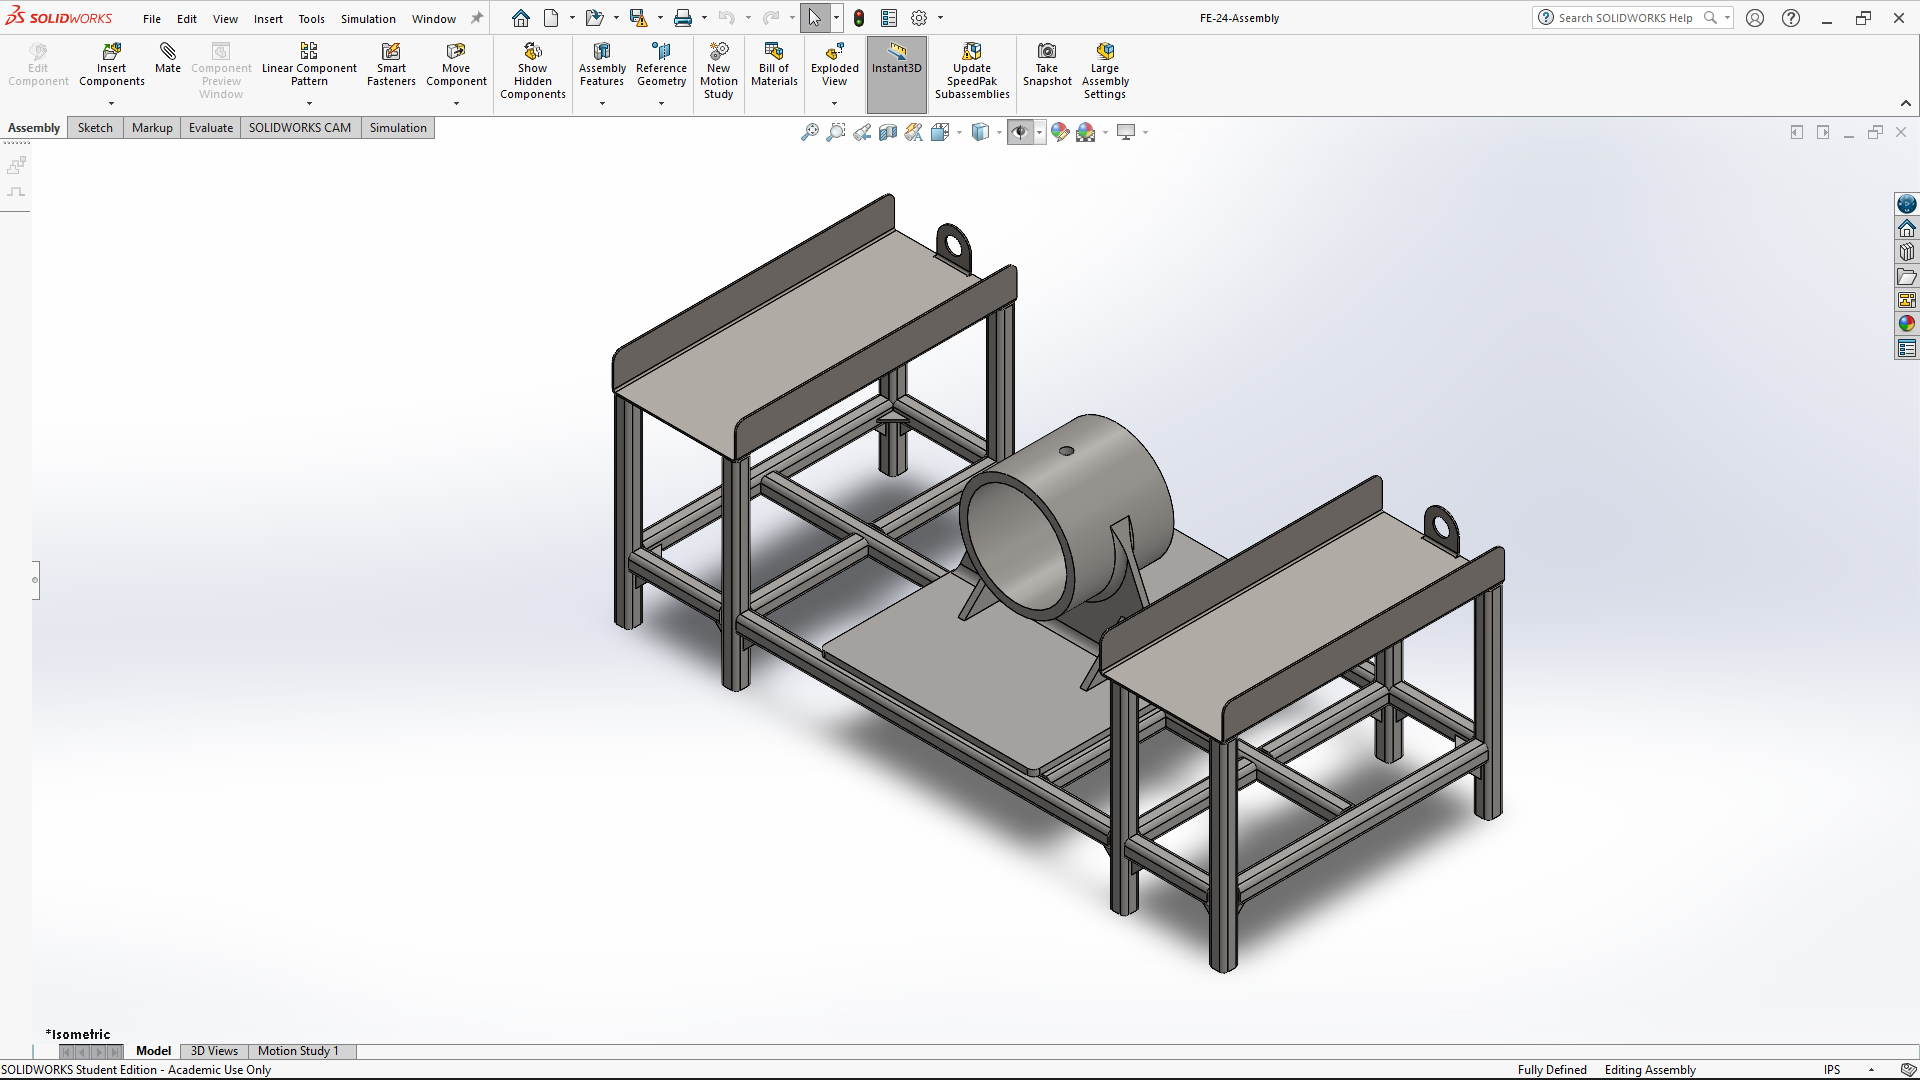 SOLIDWORKS File Edit View Insert Tools Simulation Window FE-24-Assembly Search SOLIDWORKS Help
Edit Component
Insert Components
Mate
Component Preview Window
Linear Component Pattern
Smart Fasteners
Move Component
Show Hidden Components
Assembly Features
Reference Geometry
New Motion Study
Bill of Materials
Exploded View
Instant3D
Update SpeedPak Subassemblies
Take Snapshot
Large Assembly Settings
Assembly Sketch Markup Evaluate SOLIDWORKS CAM Simulation
*Isometric
Model 3D Views Motion Study 1
SOLIDWORKS Student Edition - Academic Use Only Fully Defined Editing Assembly IPS